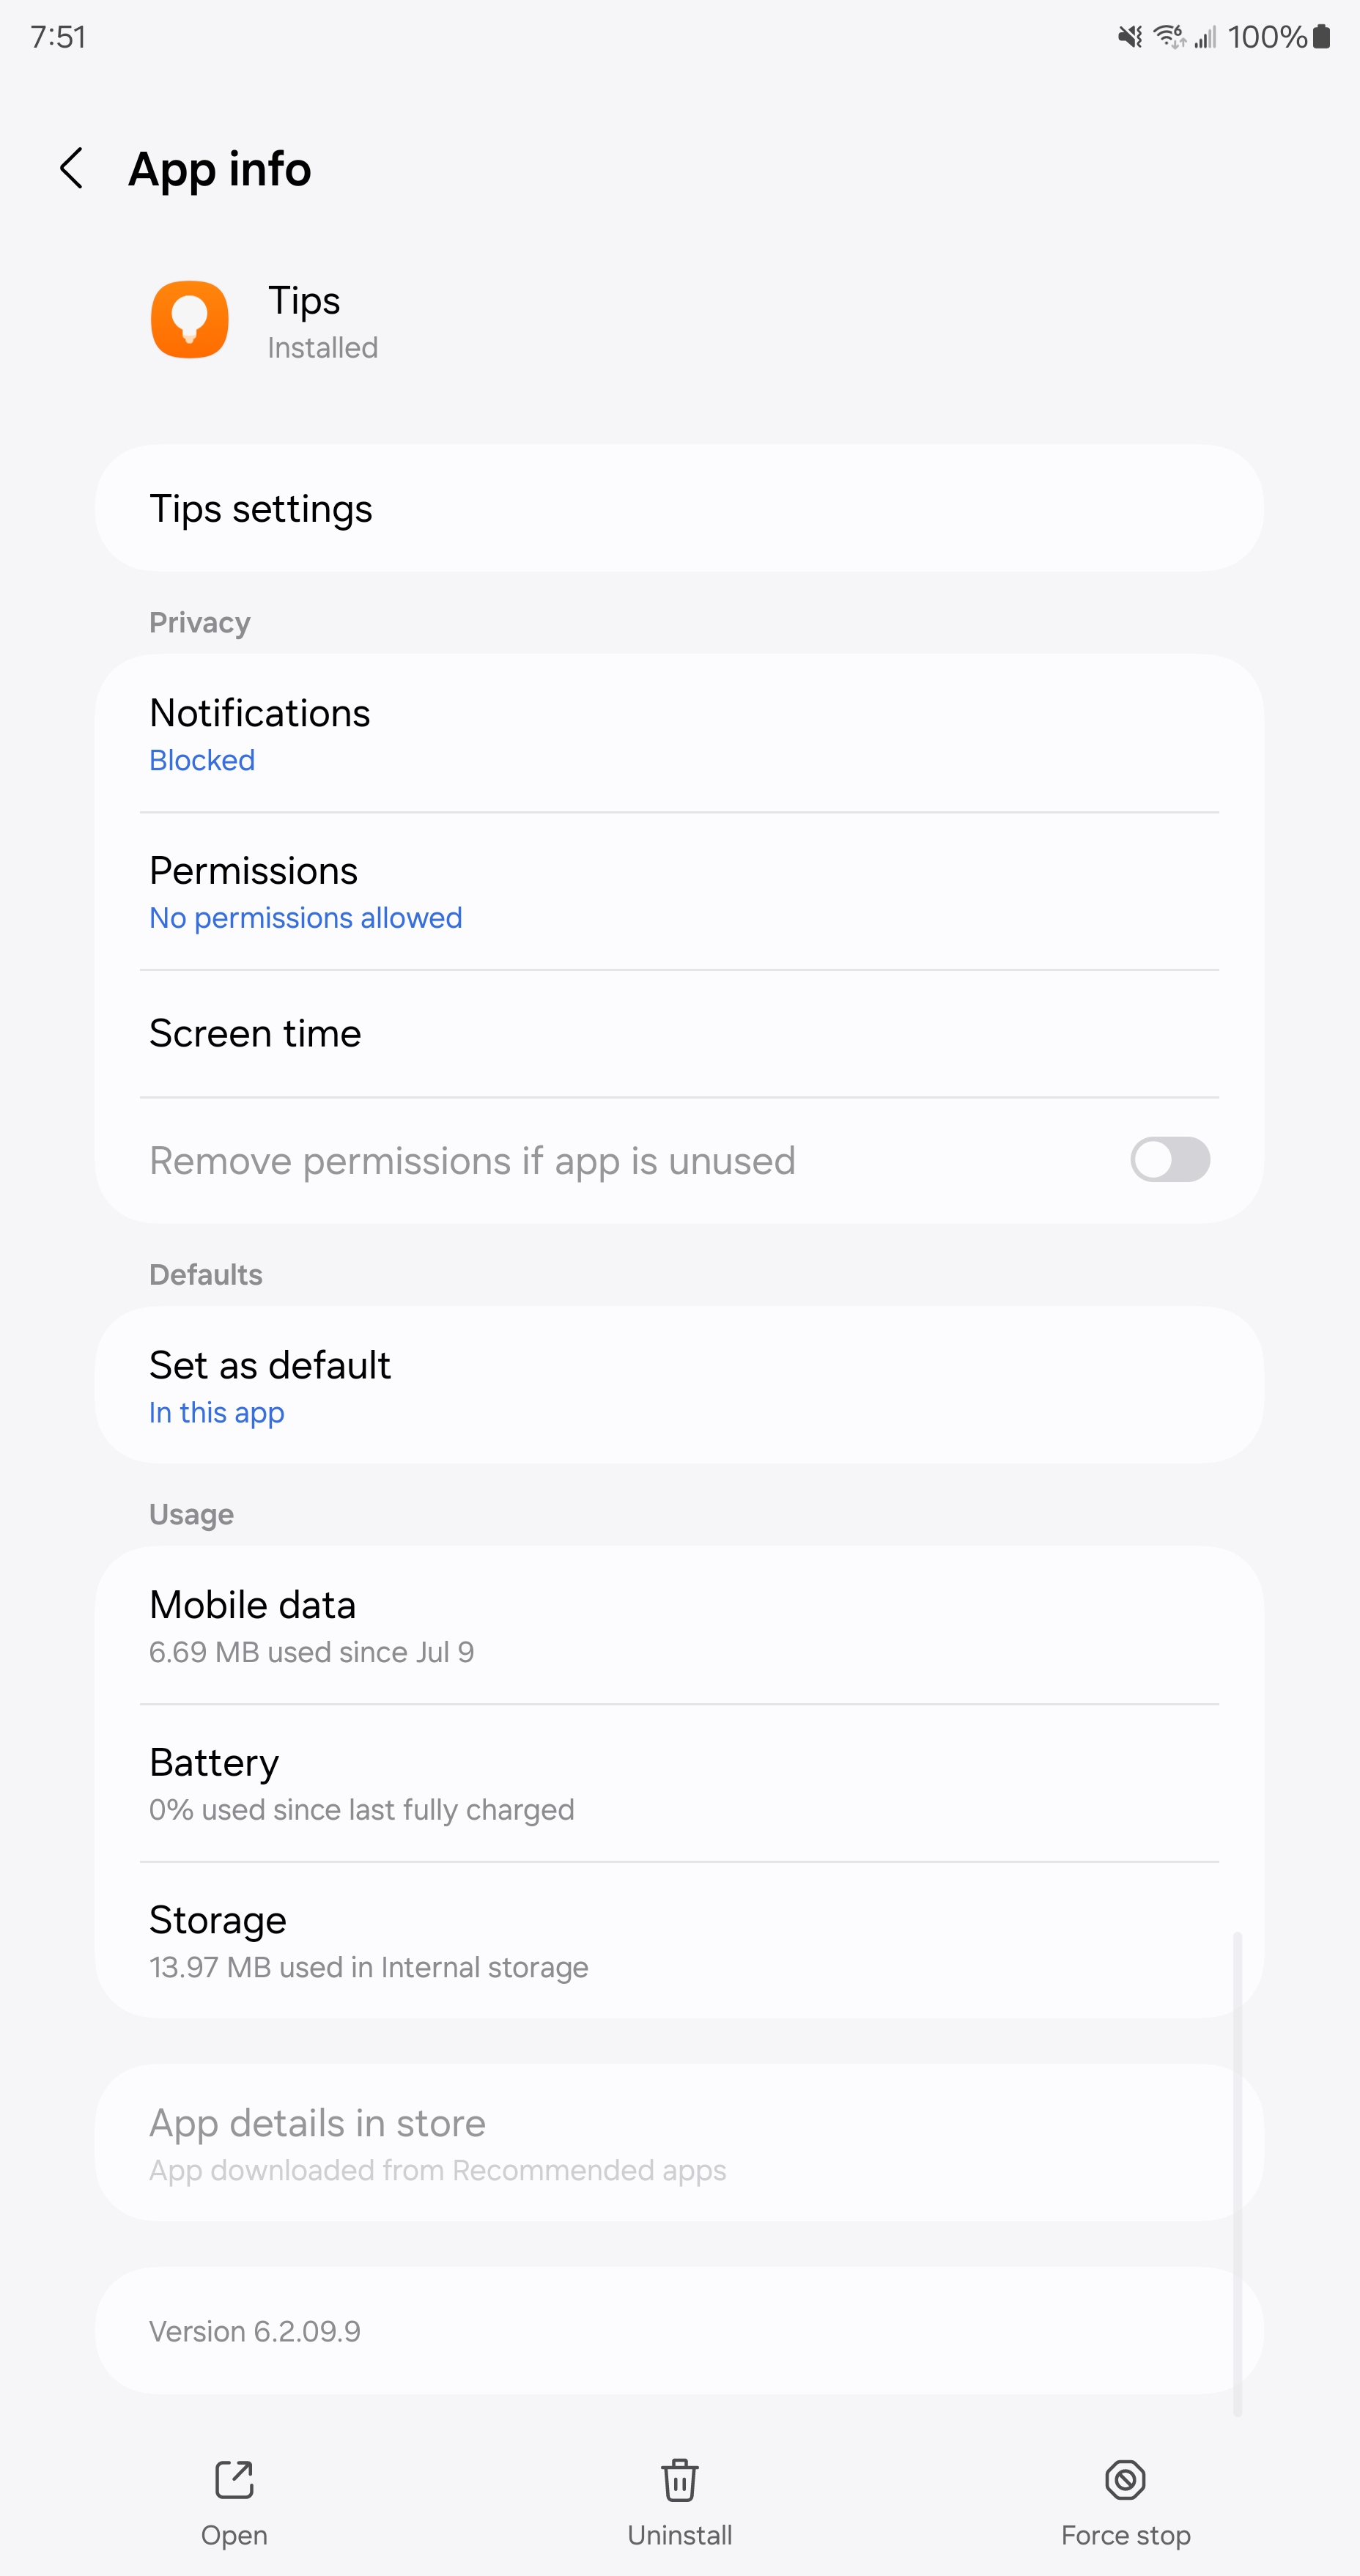 7:51
100%
App info
Tips
Installed
Tips settings
Privacy
Notifications
Blocked
Permissions
No permissions allowed
Screen time
Remove permissions if app is unused
Defaults
Set as default
In this app
Usage
Mobile data
6.69 MB used since Jul 9
Battery
0% used since last fully charged
Storage
13.97 MB used in Internal storage
App details in store
App downloaded from Recommended apps
Version 6.2.09.9
Open
Uninstall
Force stop